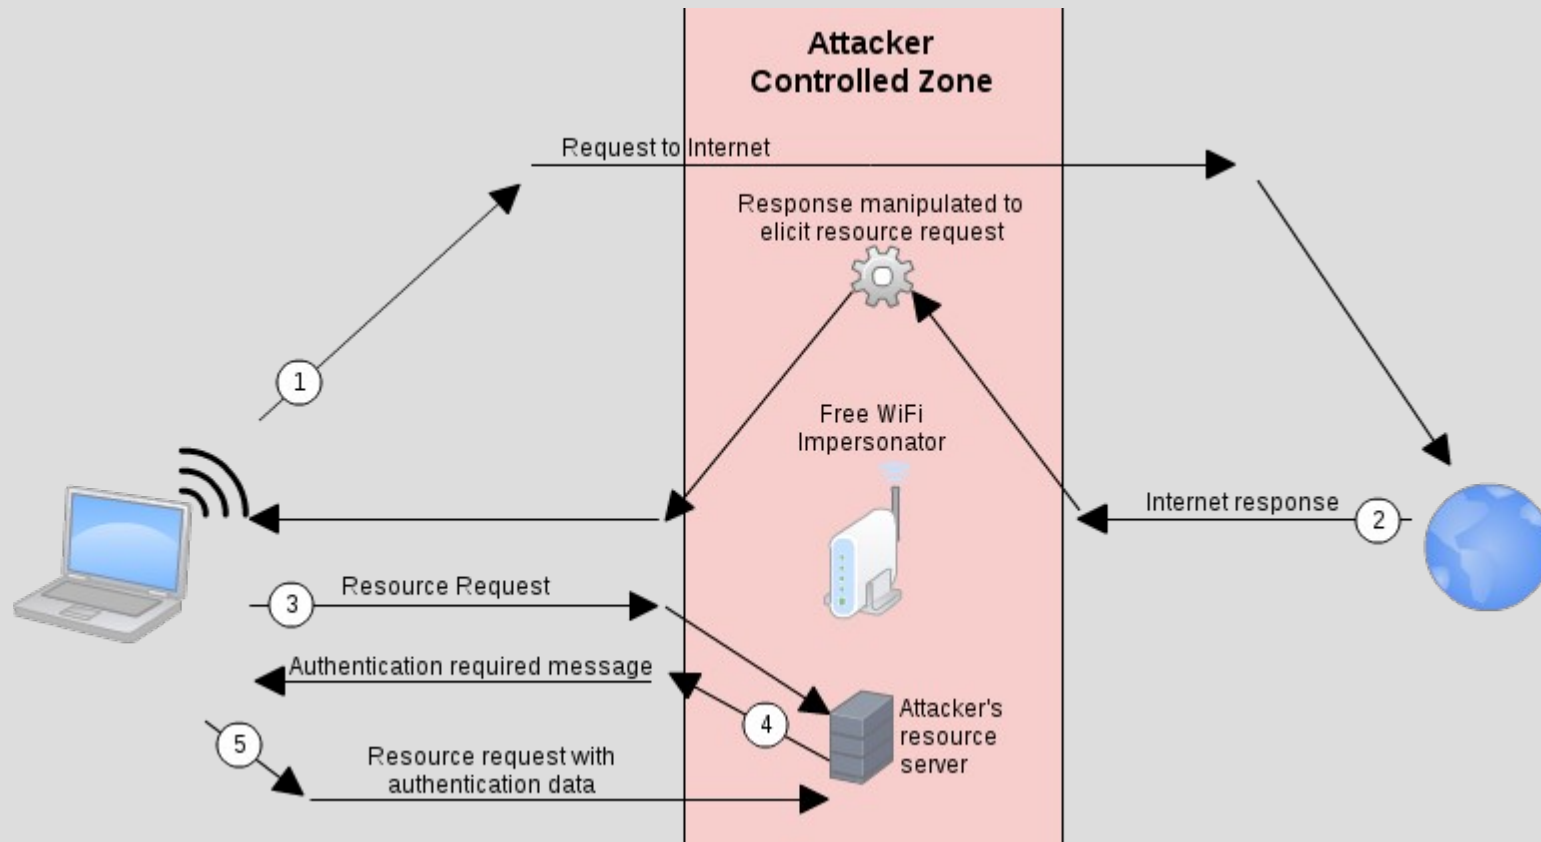 Attacker
Controlled Zone
Request to Internet
Response manipulated to
elicit resource request
1
Free WiFi
Impersonator
Internet response
2
3
Resource Request
Authentication required message
4
Attacker's
resource
server
5
Resource request with
authentication data